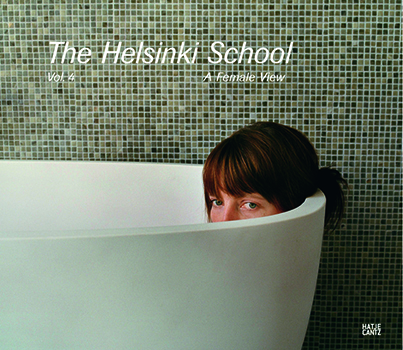 The Helsinki School
Vol. 4 A Female View
HATJE
CANTZ